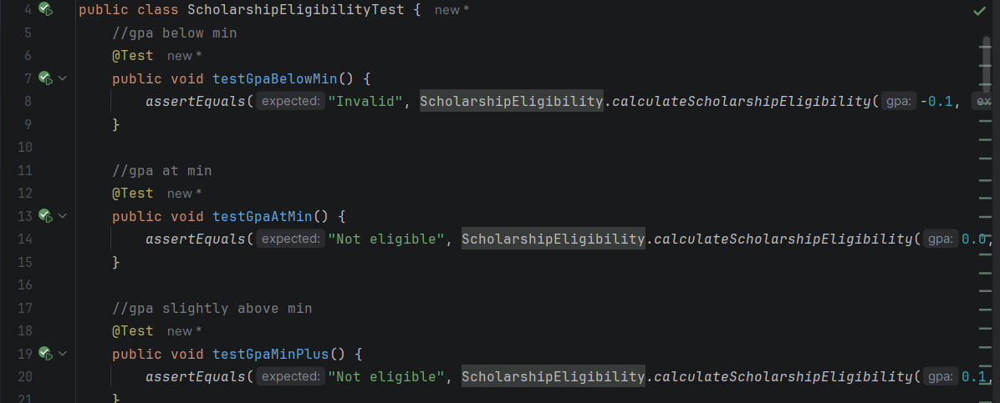 4 public class ScholarshipEligibilityTest { new *
5 //gpa below min
6 @Test new *
7 public void testGpaBelowMin() {
8 assertEquals( expected: "Invalid", ScholarshipEligibility.calculateScholarshipEligibility( gpa: -0.1, ex
9 }
10
11 //gpa at min
12 @Test new *
13 public void testGpaAtMin() {
14 assertEquals( expected: "Not eligible", ScholarshipEligibility.calculateScholarshipEligibility( gpa: 0.0,
15 }
16
17 //gpa slightly above min
18 @Test new *
19 public void testGpaMinPlus() {
20 assertEquals( expected: "Not eligible", ScholarshipEligibility.calculateScholarshipEligibility( gpa: 0.1,
21 }